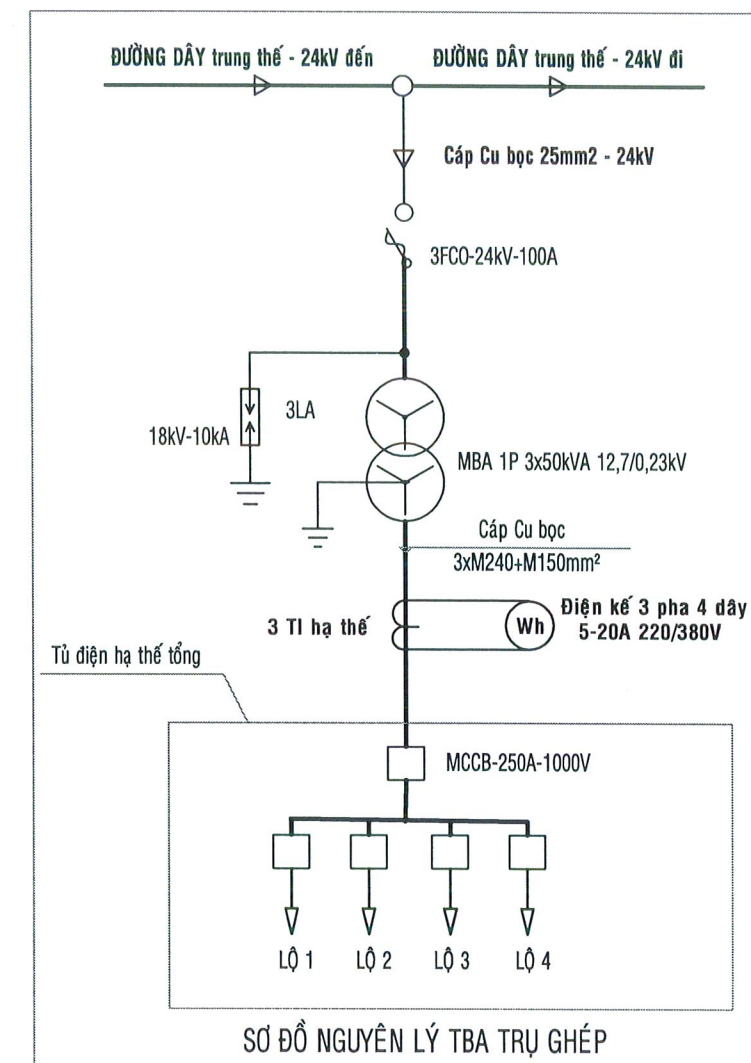 ĐƯỜNG DÂY trung thế - 24kV đến
ĐƯỜNG DÂY trung thế - 24kV đi
Cáp Cu bọc 25mm2 - 24kV
3FCO-24kV-100A
3LA
18kV-10kA
MBA 1P 3x50kVA 12,7/0,23kV
Cáp Cu bọc
3xM240+M150mm²
3 TI hạ thế
Wh
Điện kế 3 pha 4 dây
5-20A 220/380V
Tủ điện hạ thế tổng
MCCB-250A-1000V
LỘ 1
LỘ 2
LỘ 3
LỘ 4
SƠ ĐỒ NGUYÊN LÝ TBA TRỤ GHÉP